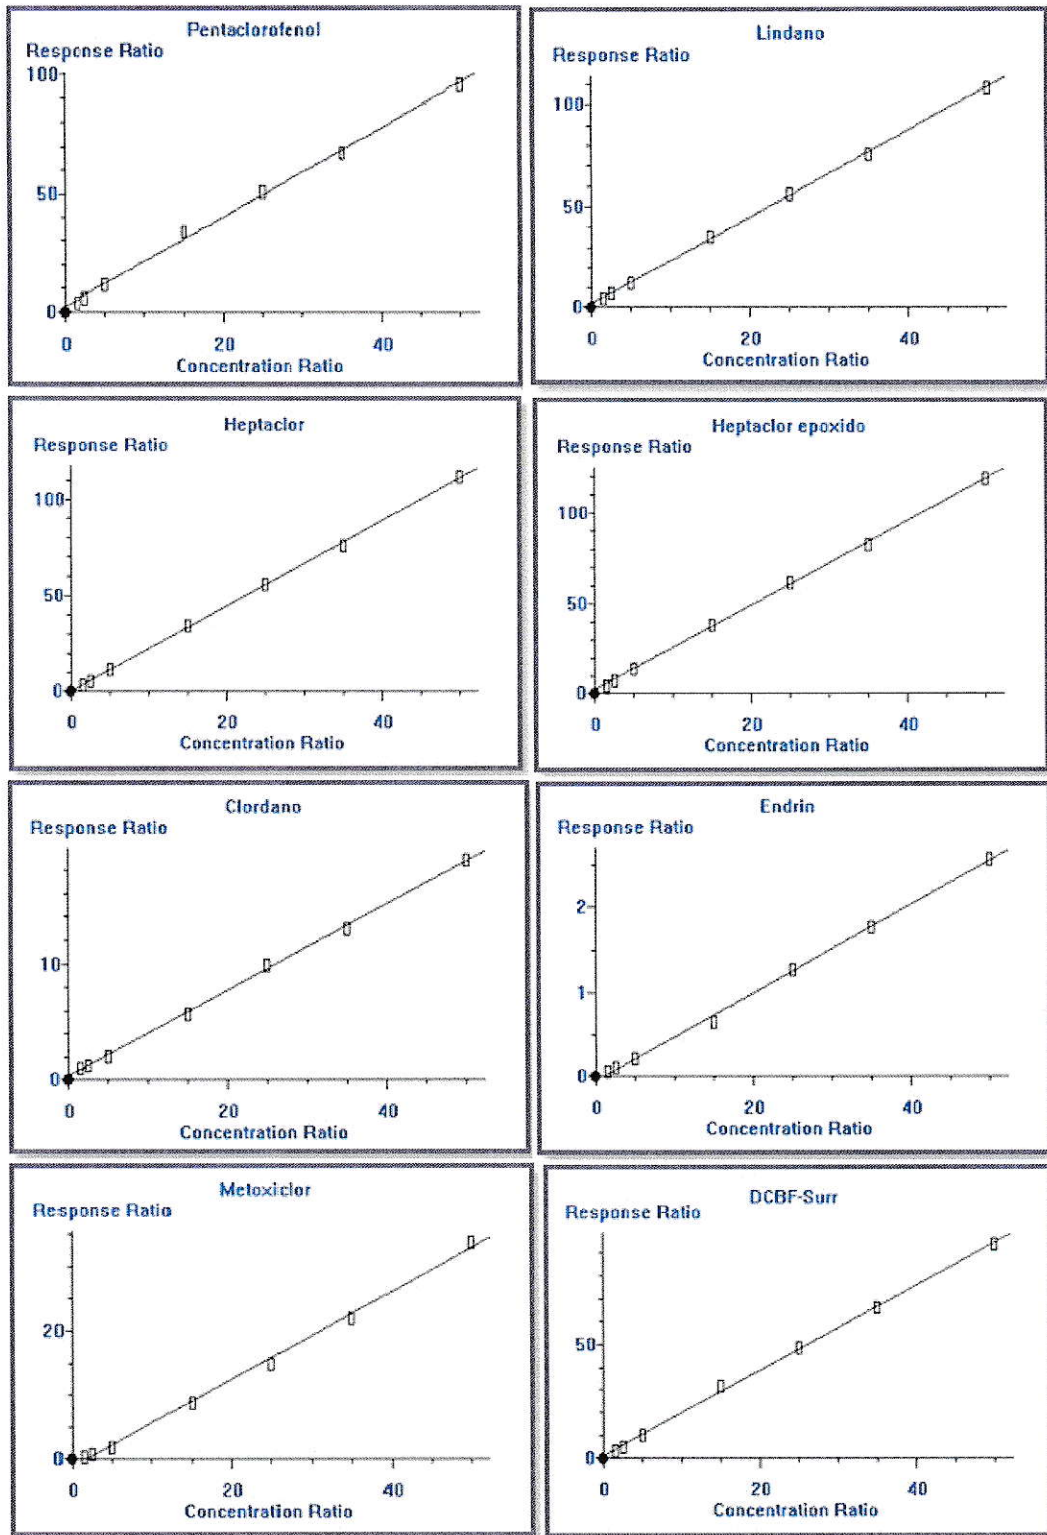 Pentaclorofenol
Response Ratio
100
50
0
0 20 40
Concentration Ratio
Lindano
Response Ratio
100
50
0
0 20 40
Concentration Ratio
Heptaclor
Response Ratio
100
50
0
0 20 40
Concentration Ratio
Heptaclor epoxido
Response Ratio
100
50
0
0 20 40
Concentration Ratio
Clordano
Response Ratio
10
0
0 20 40
Concentration Ratio
Endrin
Response Ratio
2
1
0
0 20 40
Concentration Ratio
Metoxiclor
Response Ratio
20
0
0 20 40
Concentration Ratio
DCBF-Surr
Response Ratio
50
0
0 20 40
Concentration Ratio